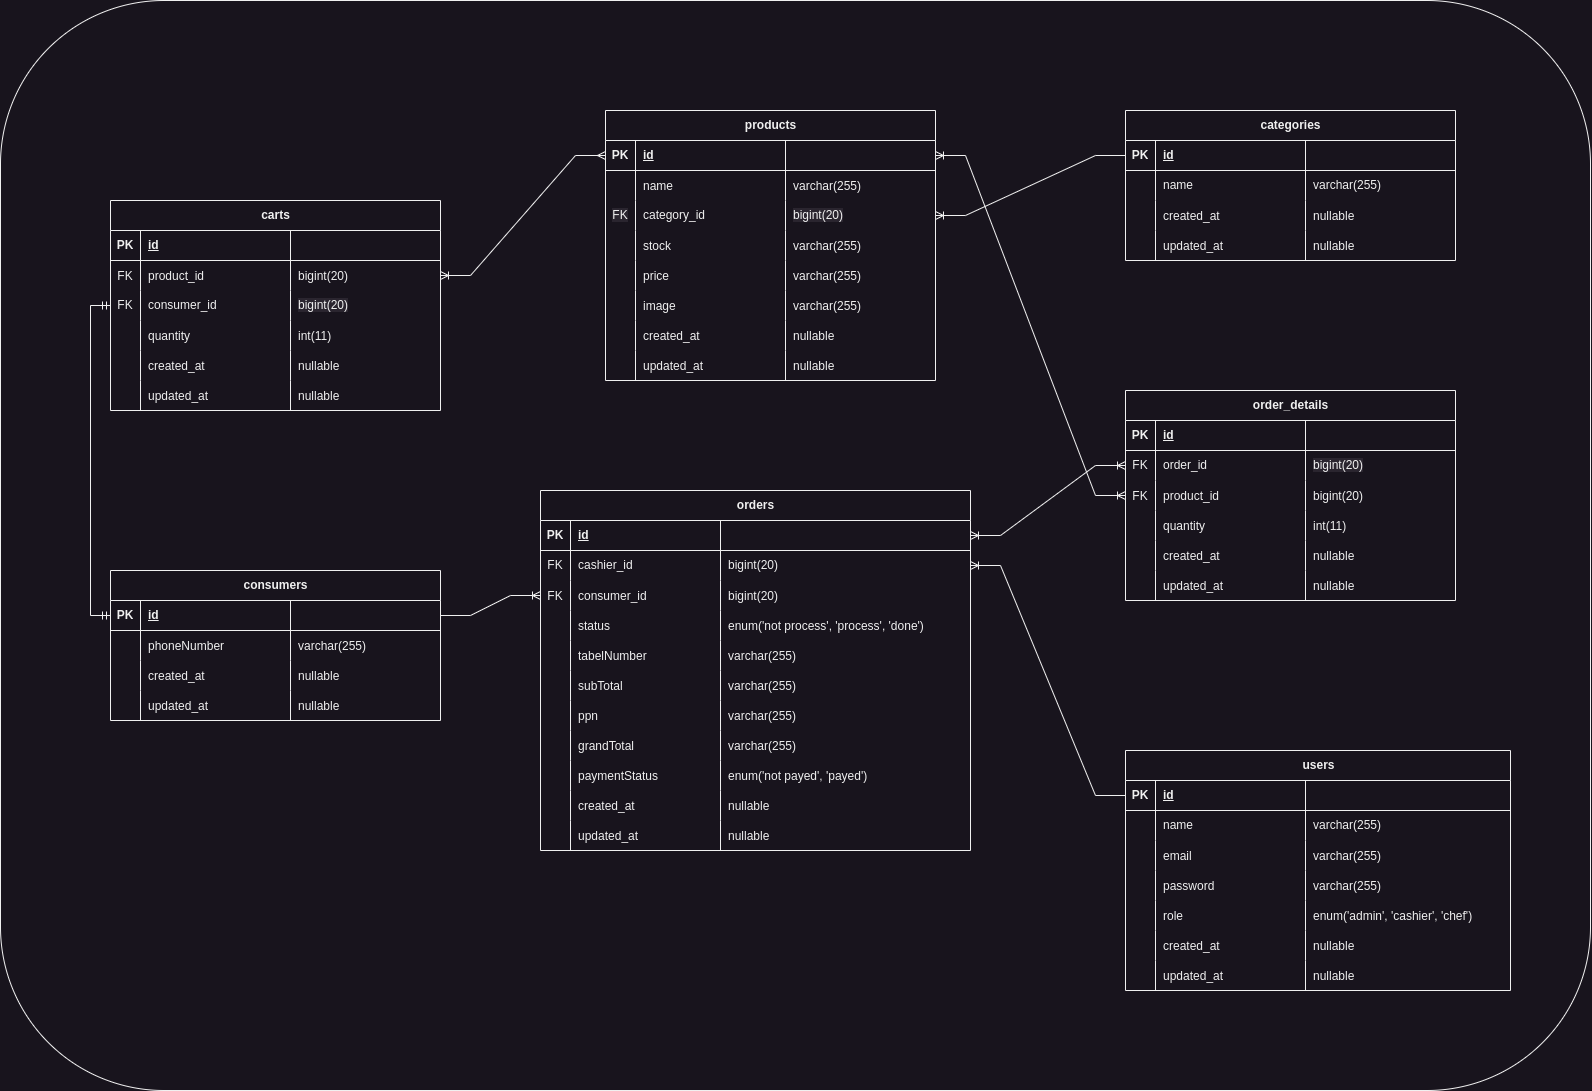 products
PK id
name varchar(255)
FK category_id bigint(20)
stock varchar(255)
price varchar(255)
image varchar(255)
created_at nullable
updated_at nullable
categories
PK id
name varchar(255)
created_at nullable
updated_at nullable
carts
PK id
FK product_id bigint(20)
FK consumer_id bigint(20)
quantity int(11)
created_at nullable
updated_at nullable
order_details
PK id
FK order_id bigint(20)
FK product_id bigint(20)
quantity int(11)
created_at nullable
updated_at nullable
orders
PK id
FK cashier_id bigint(20)
FK consumer_id bigint(20)
status enum('not process', 'process', 'done')
tabelNumber varchar(255)
subTotal varchar(255)
ppn varchar(255)
grandTotal varchar(255)
paymentStatus enum('not payed', 'payed')
created_at nullable
updated_at nullable
consumers
PK id
phoneNumber varchar(255)
created_at nullable
updated_at nullable
users
PK id
name varchar(255)
email varchar(255)
password varchar(255)
role enum('admin', 'cashier', 'chef')
created_at nullable
updated_at nullable